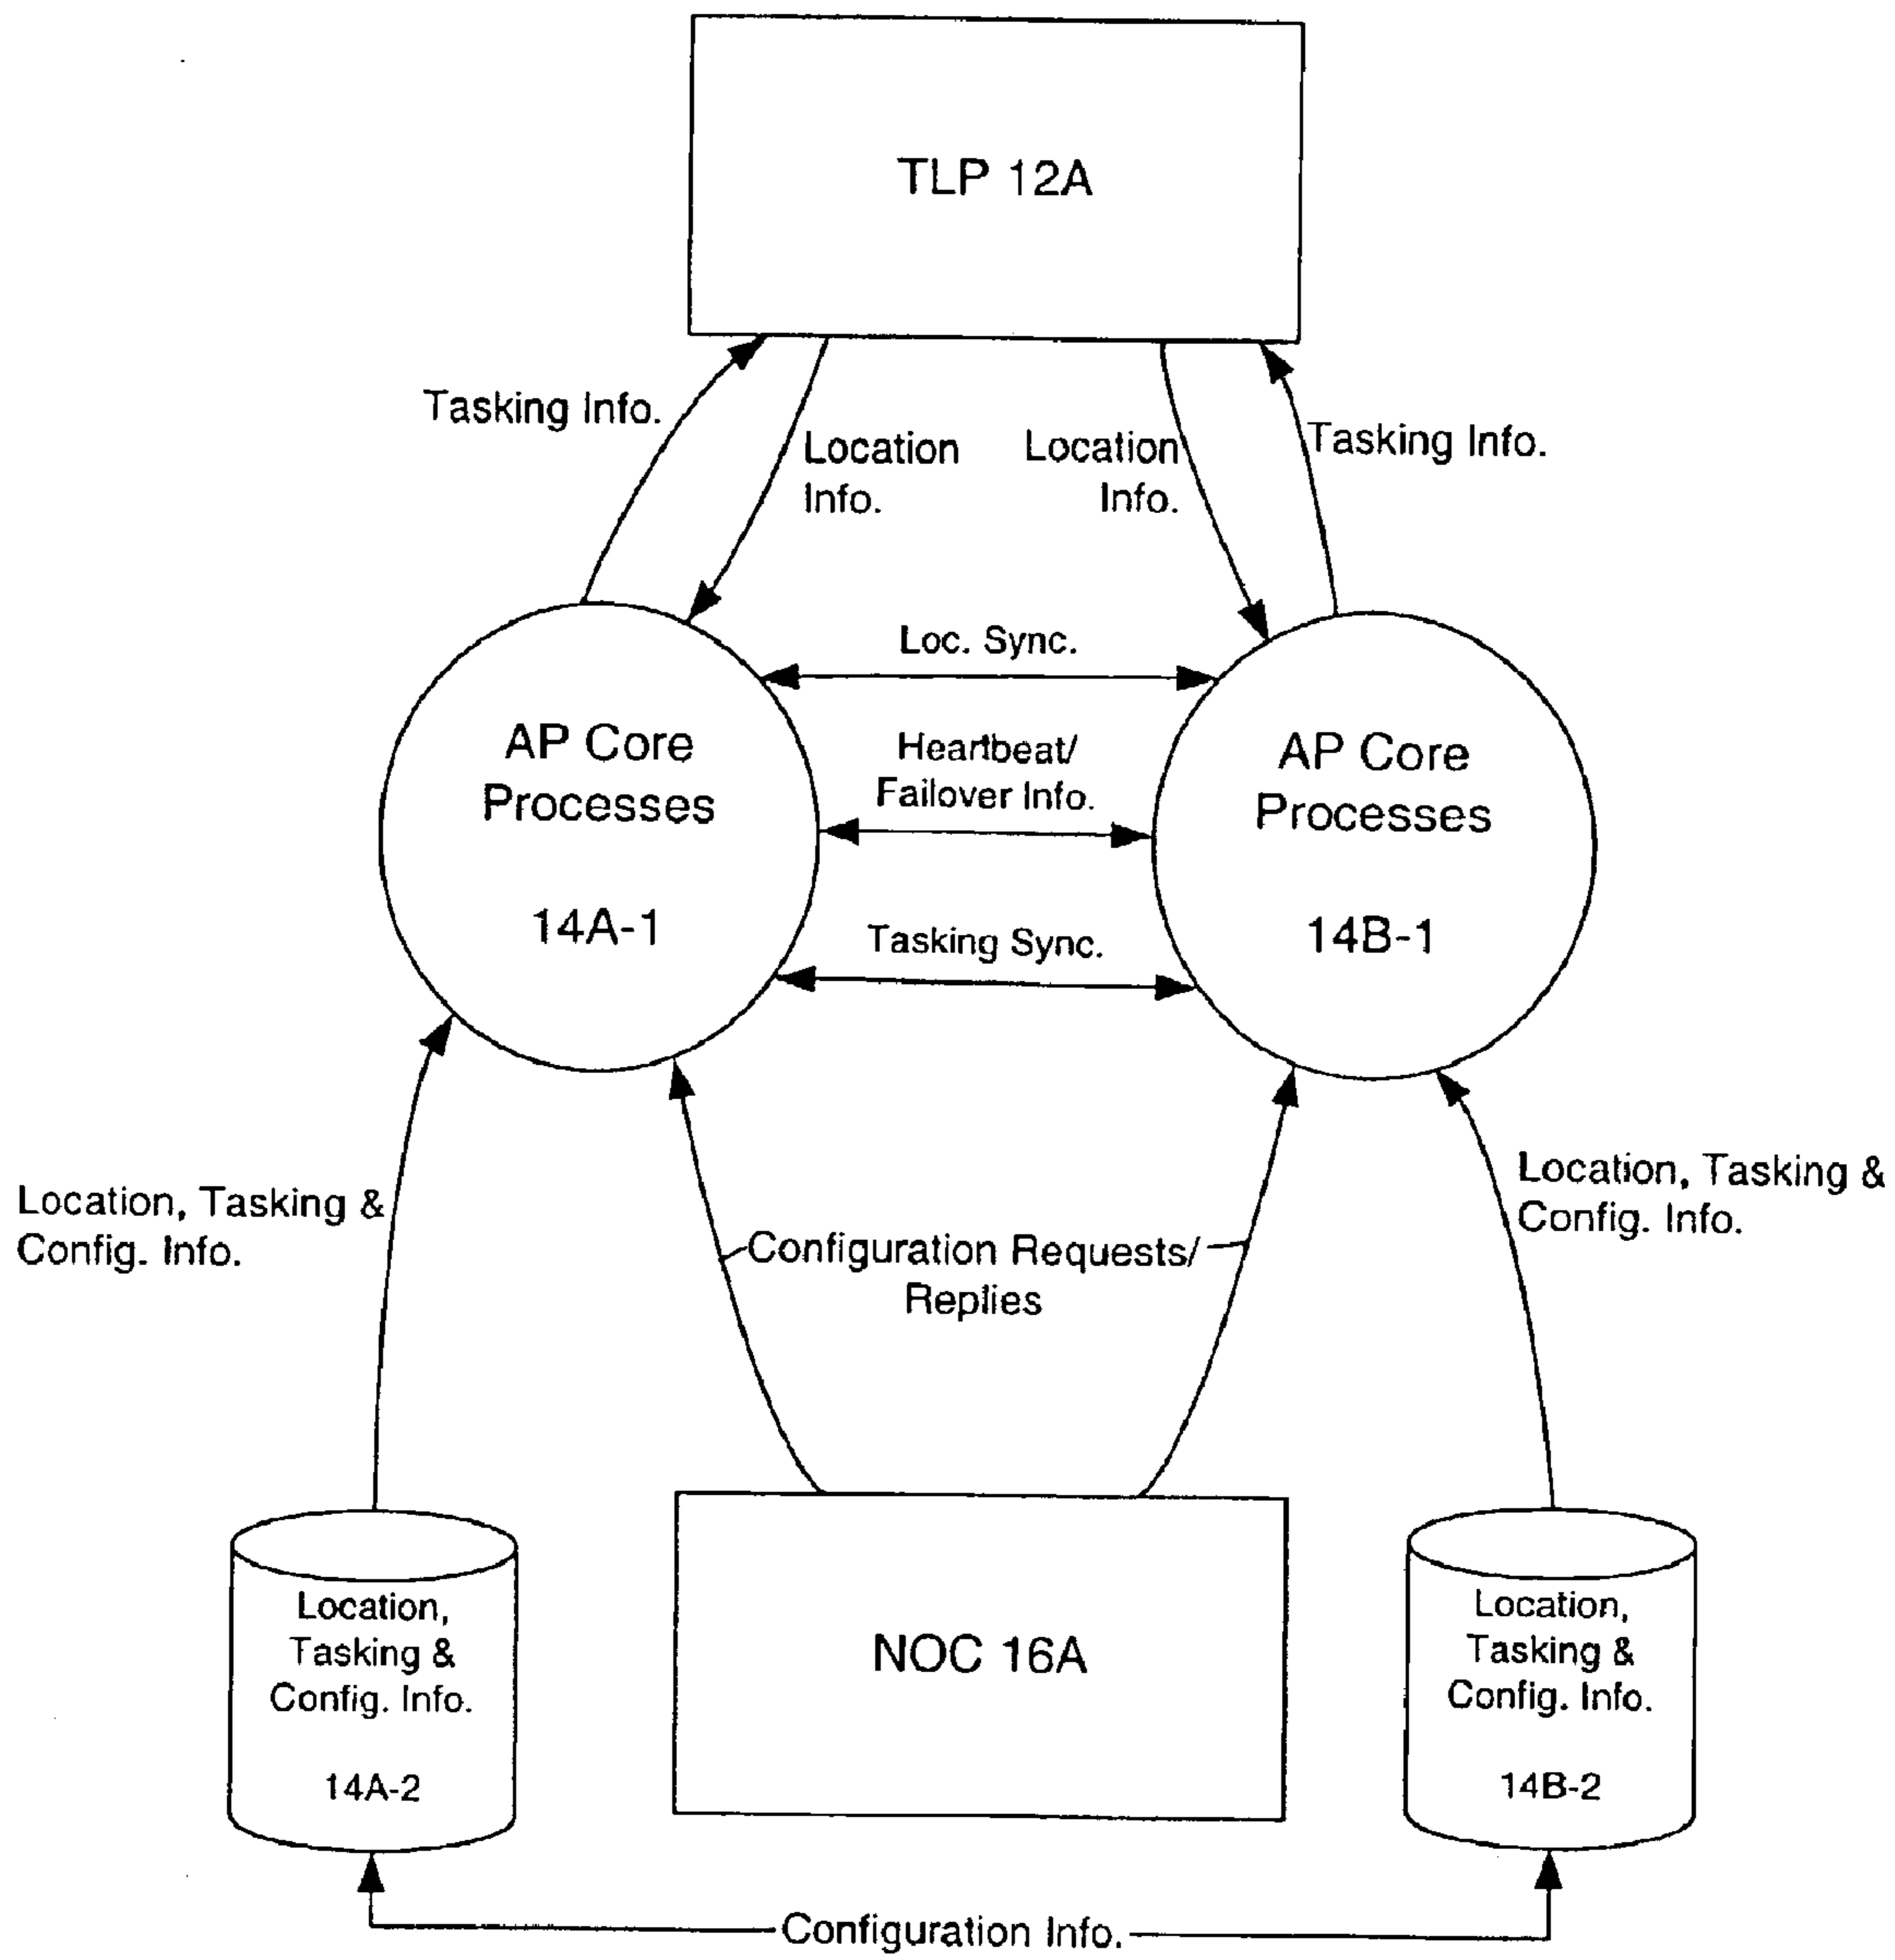 TLP 12A
Tasking Info.
Location
Info.
Location
Info.
Tasking Info.
Loc. Sync.
AP Core
Processes
14A-1
Heartbeat/
Failover Info.
AP Core
Processes
14B-1
Tasking Sync.
Location, Tasking &
Config. Info.
Configuration Requests/
Replies
Location, Tasking &
Config. Info.
Location,
Tasking &
Config. Info.
14A-2
NOC 16A
Location,
Tasking &
Config. Info.
14B-2
Configuration Info.